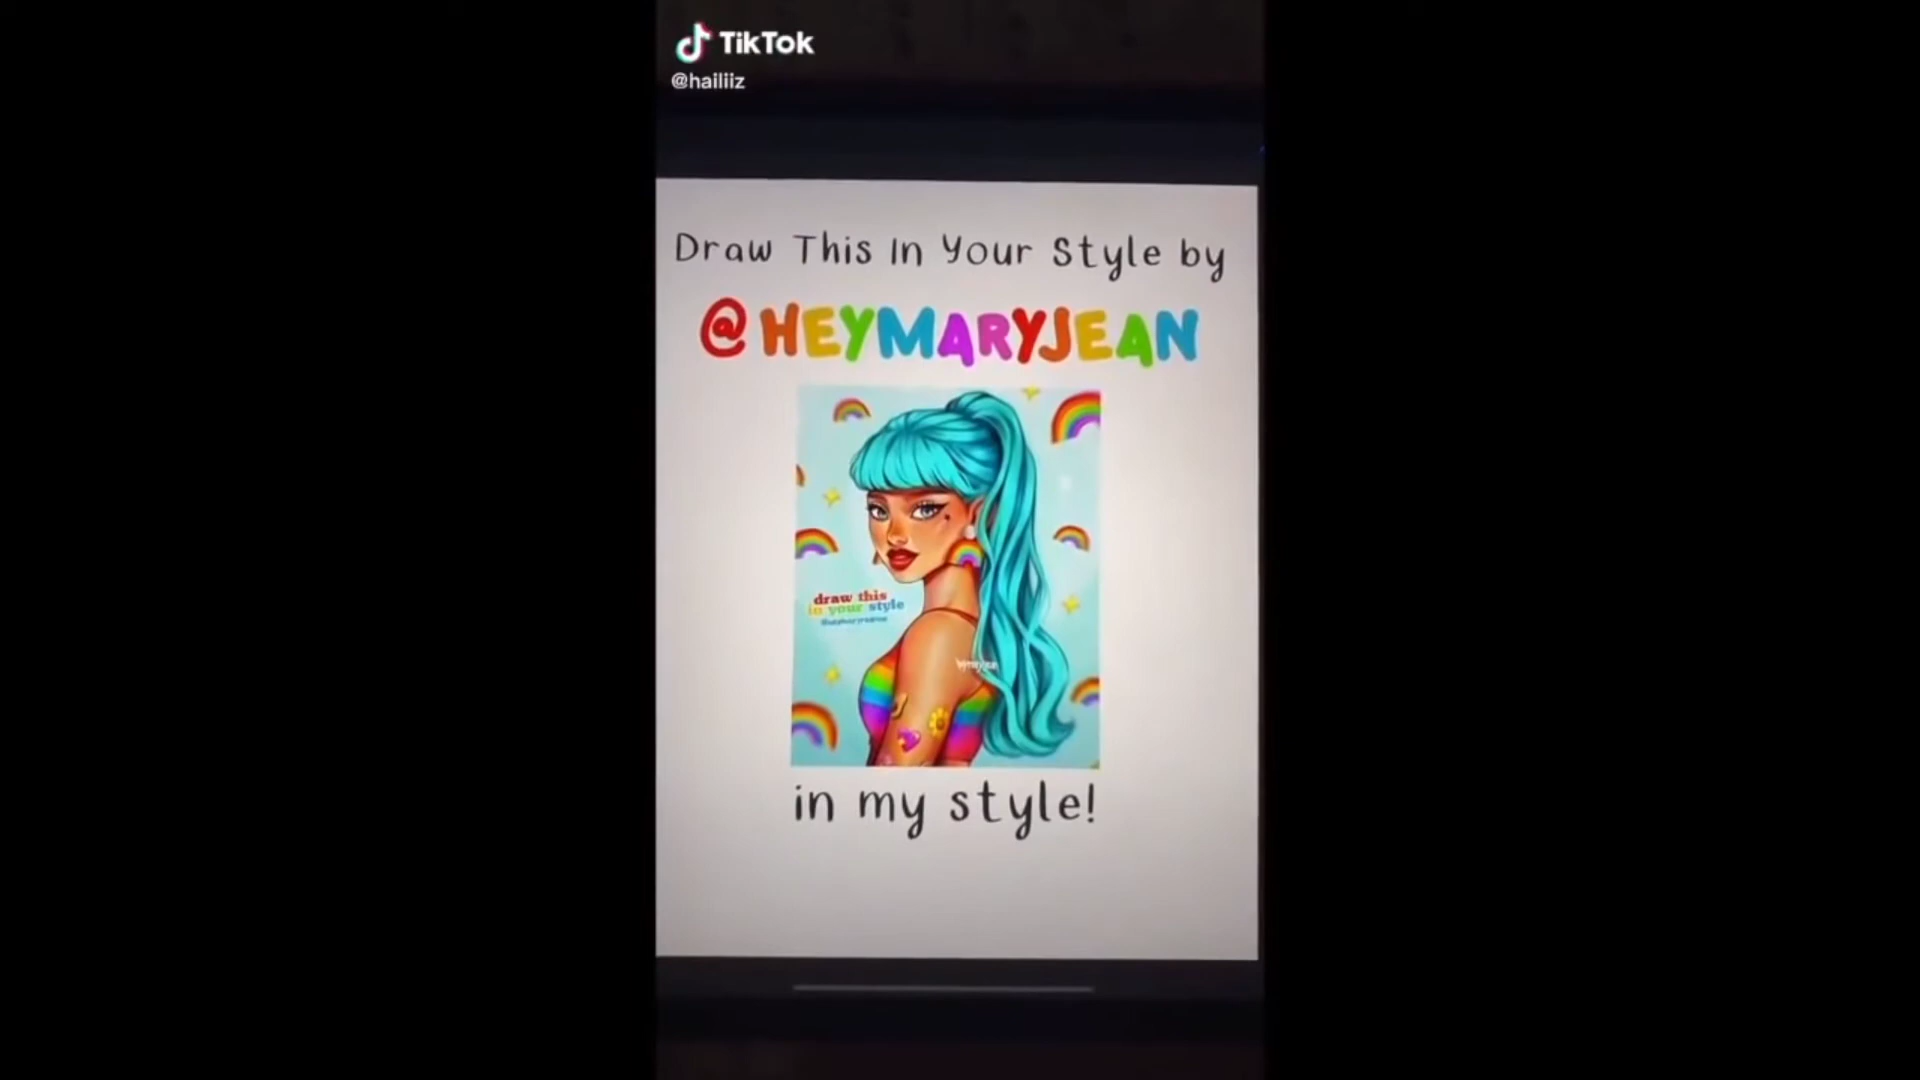 TikTok
@hailiiz
Draw This In Your Style by
@HEYMARYJEAN
draw this
in your style
in my style!